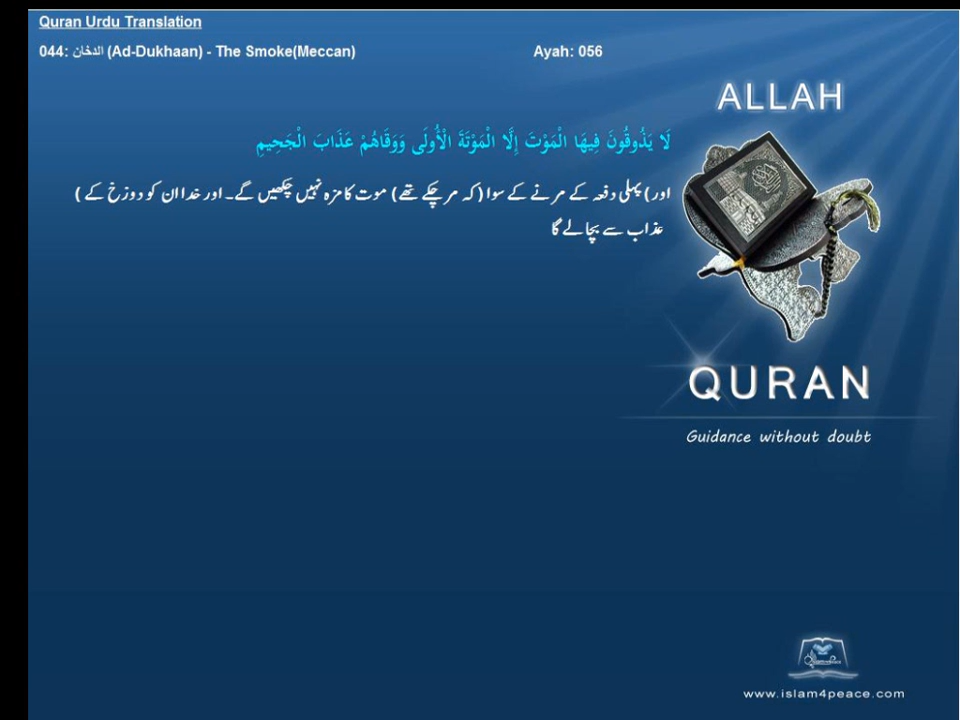 Quran Urdu Translation
044: الدخان (Ad-Dukhaan) - The Smoke(Meccan) Ayah: 056
ALLAH
لَا يَذُوقُونَ فِيهَا الْمَوْتَ إِلَّا الْمَوْتَةَ الْأُولَى وَوَقَاهُمْ عَذَابَ الْجَحِيمِ
اور) پہلی دفعہ کے مرنے کے سوا (کہ مر چکے تھے) موت کا مزہ نہیں چکھیں گے۔ اور خدا ان کو دوزخ کے )
عذاب سے بچا لے گا
QURAN
Guidance without doubt
www.islam4peace.com